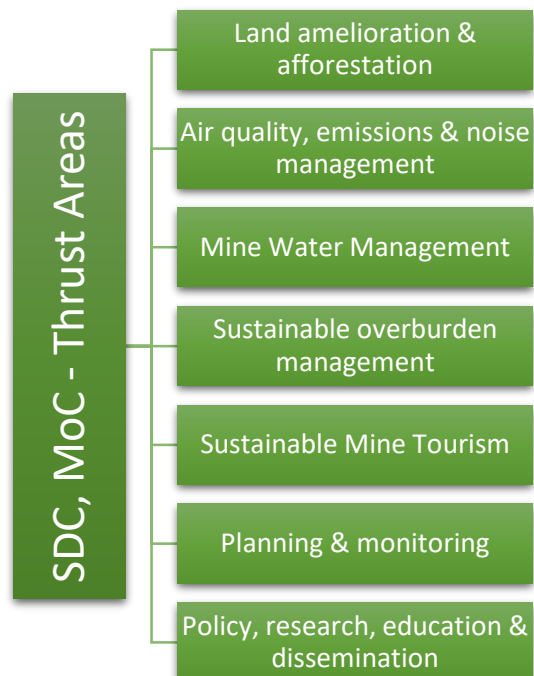 SDC, MoC - Thrust Areas
Land amelioration &
afforestation
Air quality, emissions & noise
management
Mine Water Management
Sustainable overburden
management
Sustainable Mine Tourism
Planning & monitoring
Policy, research, education &
dissemination